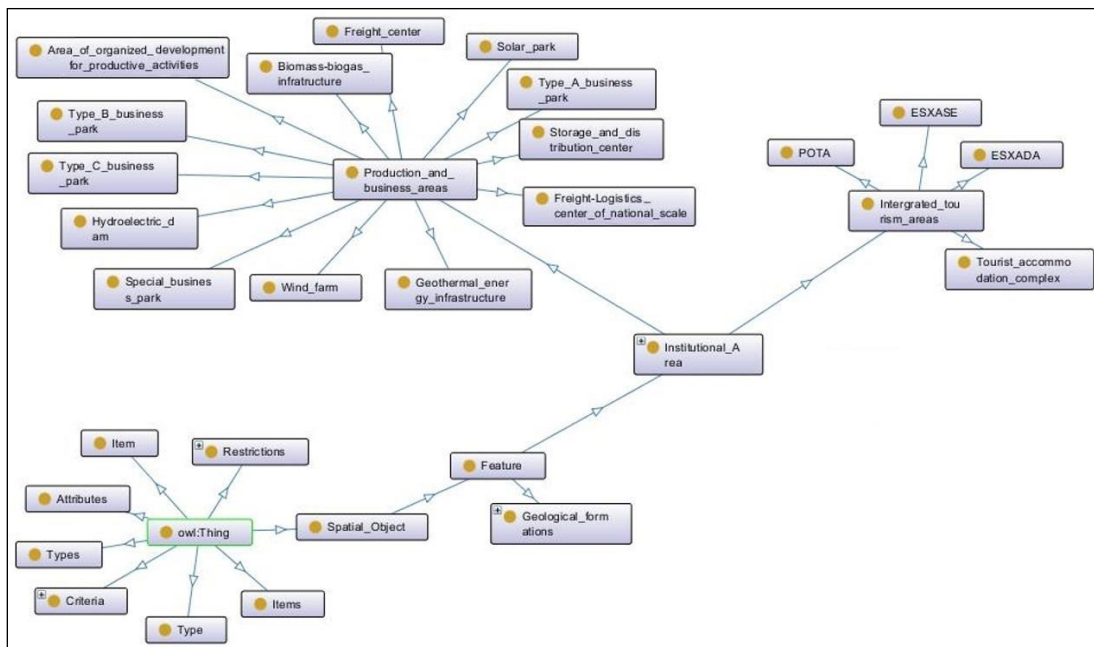 Freight_center
Solar_park
Area_of_organized_development
for_productive_activities
Biomass-biogas_
infratructure
Type_A_business
_park
Type_B_business
_park
Storage_and_dis
tribution_center
Type_C_business
_park
Production_and_
business_areas
Freight-Logistics_
center_of_national_scale
Hydroelectric_d
am
Special_busines
s_park
Wind_farm
Geothermal_ener
gy_infrastructure
ESXASE
POTA
ESXADA
Intergrated_tou
rism_areas
Tourist_accommo
dation_complex
Institutional_A
rea
Item
Restrictions
Feature
Attributes
Geological_form
ations
owl:Thing
Spatial_Object
Types
Criteria
Items
Type